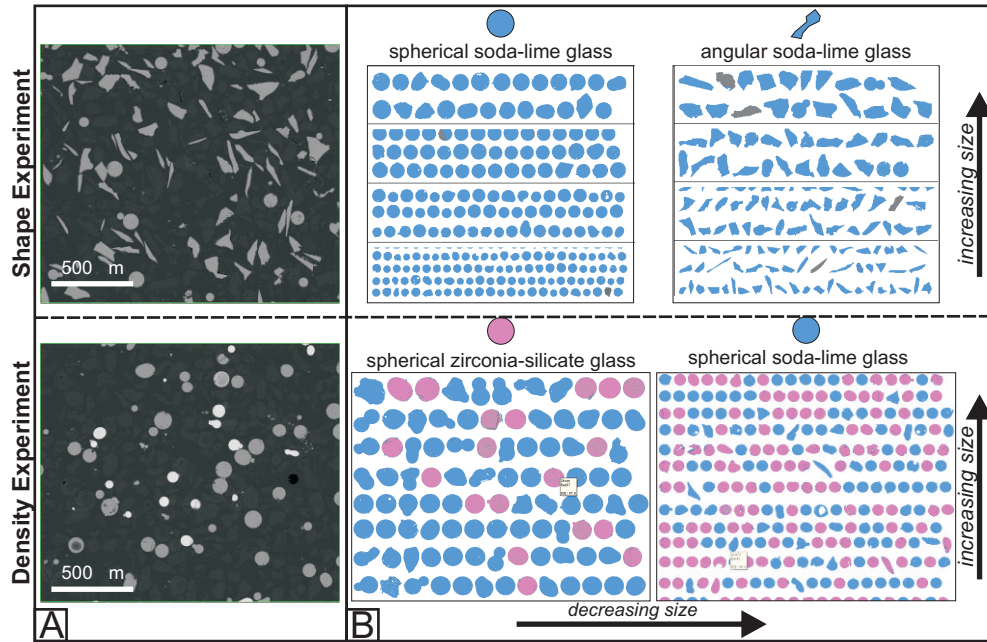 spherical soda-lime glass
angular soda-lime glass
Shape Experiment
500 m
increasing size
spherical zirconia-silicate glass
spherical soda-lime glass
Density Experiment
500 m
increasing size
A
B
decreasing size